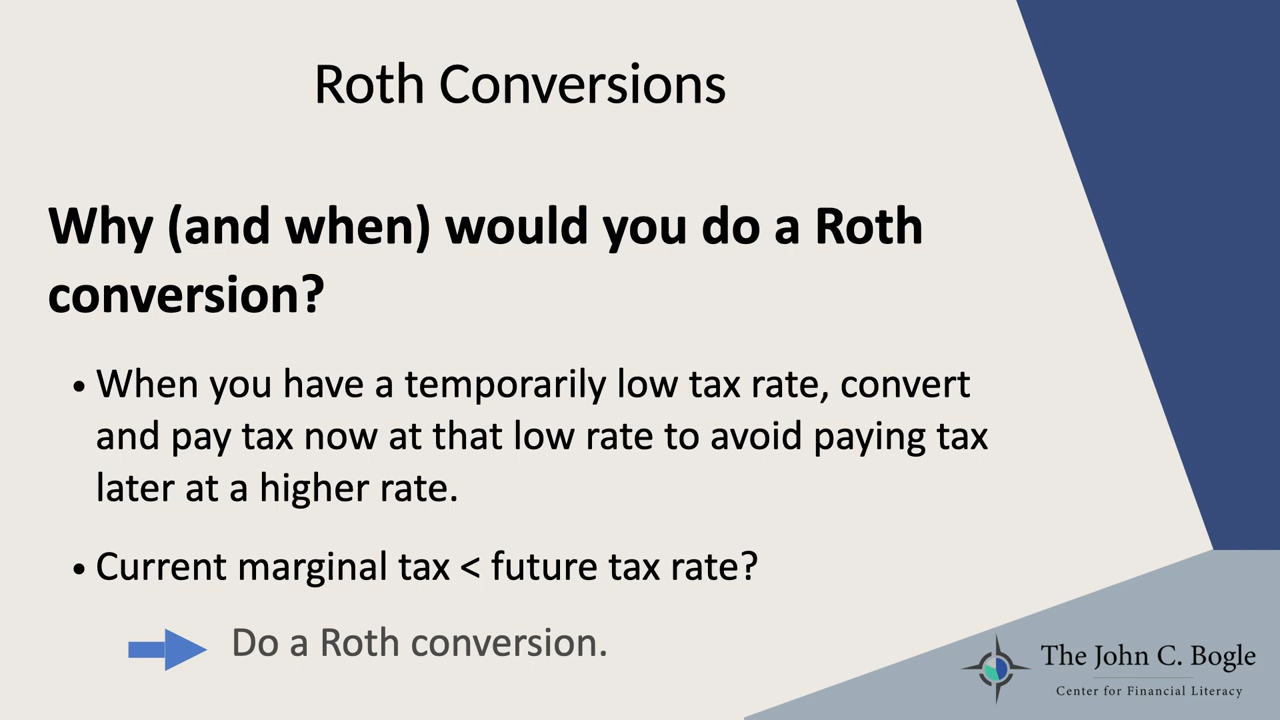 Roth Conversions
Why (and when) would you do a Roth
conversion?
• When you have a temporarily low tax rate, convert
and pay tax now at that low rate to avoid paying tax
later at a higher rate.
• Current marginal tax < future tax rate?
Do a Roth conversion.
The John C. Bogle
Center for Financial Literacy